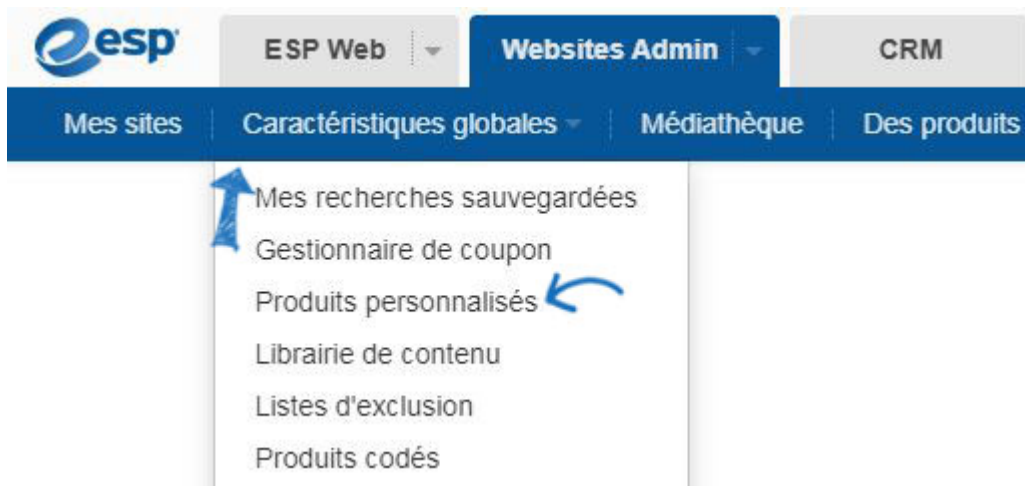 esp ESP Web Websites Admin CRM
Mes sites Caractéristiques globales Médiathèque Des produits
Mes recherches sauvegardées
Gestionnaire de coupon
Produits personnalisés
Librairie de contenu
Listes d'exclusion
Produits codés